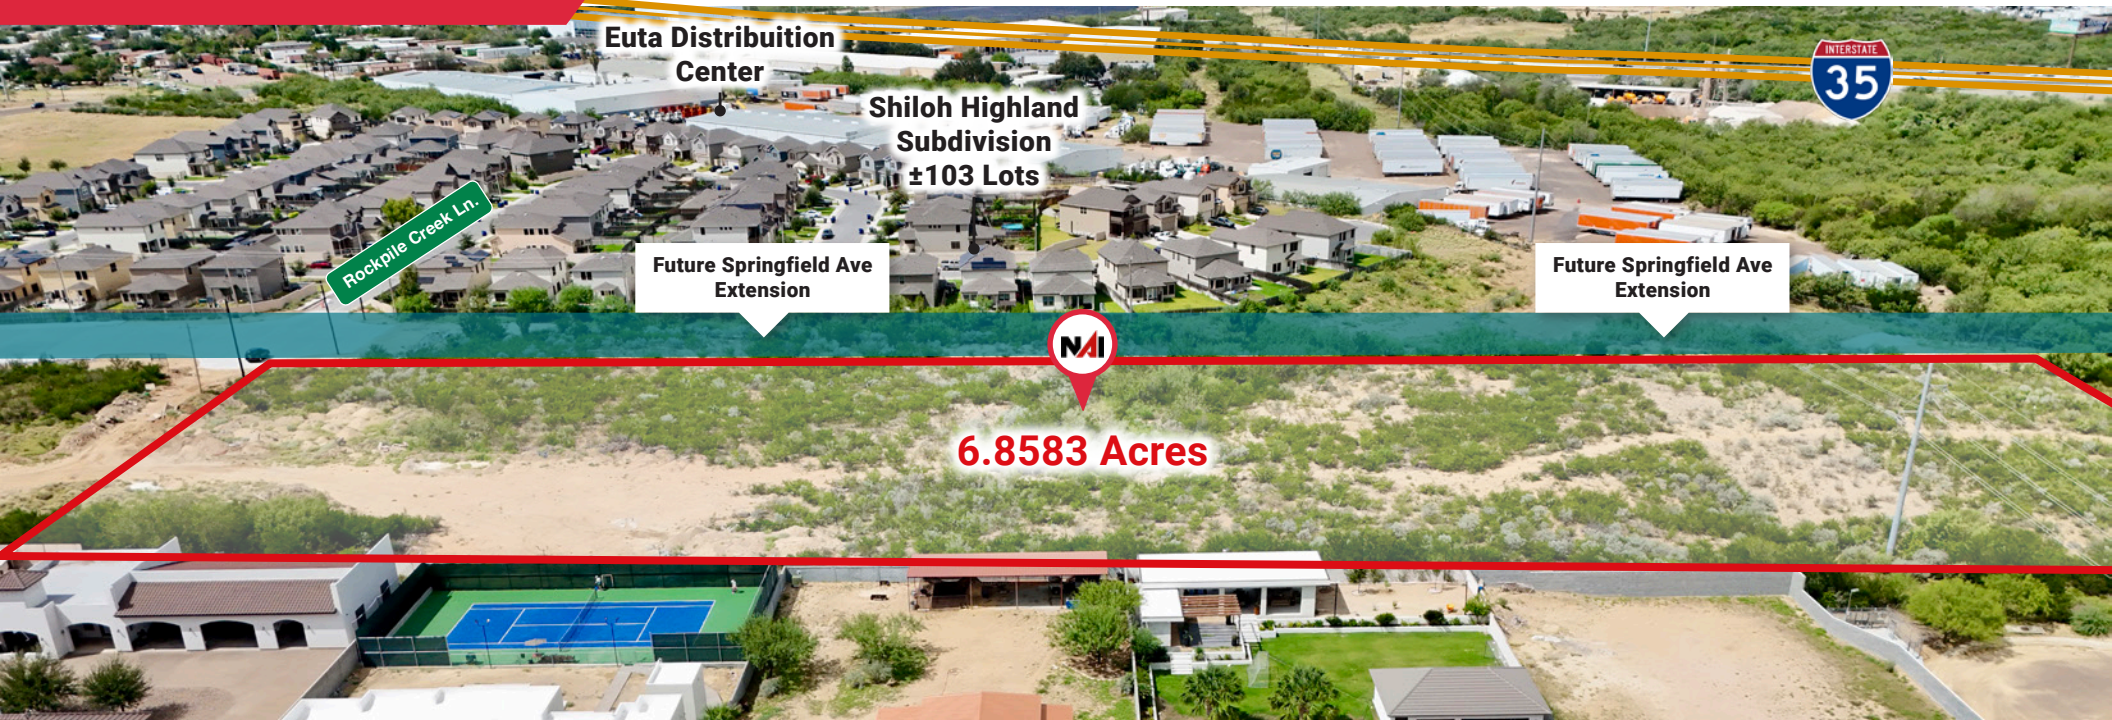 Euta Distribuition
Center
Shiloh Highland
Subdivision
±103 Lots
INTERSTATE
35
Rockpile Creek Ln.
Future Springfield Ave
Extension
Future Springfield Ave
Extension
NAI
6.8583 Acres